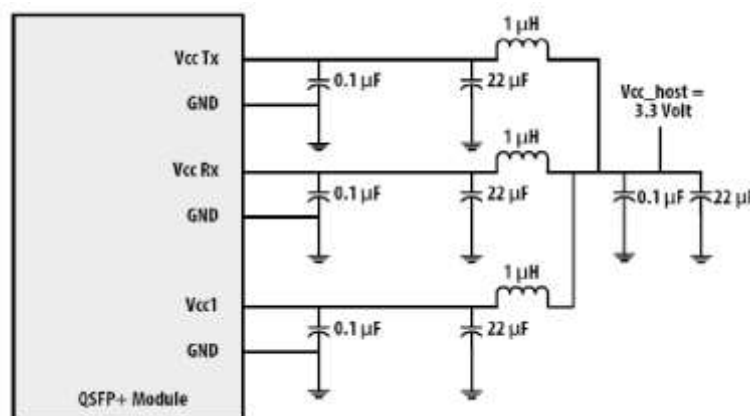 1 µH
Vcc Tx
0.1 µF
22 µF
GND
Vcc_host =
3.3 Volt
1 µH
Vcc Rx
0.1 µF
22 µF
0.1 µF
22 µF
GND
1 µH
Vcc1
0.1 µF
22 µF
GND
QSFP+ Module